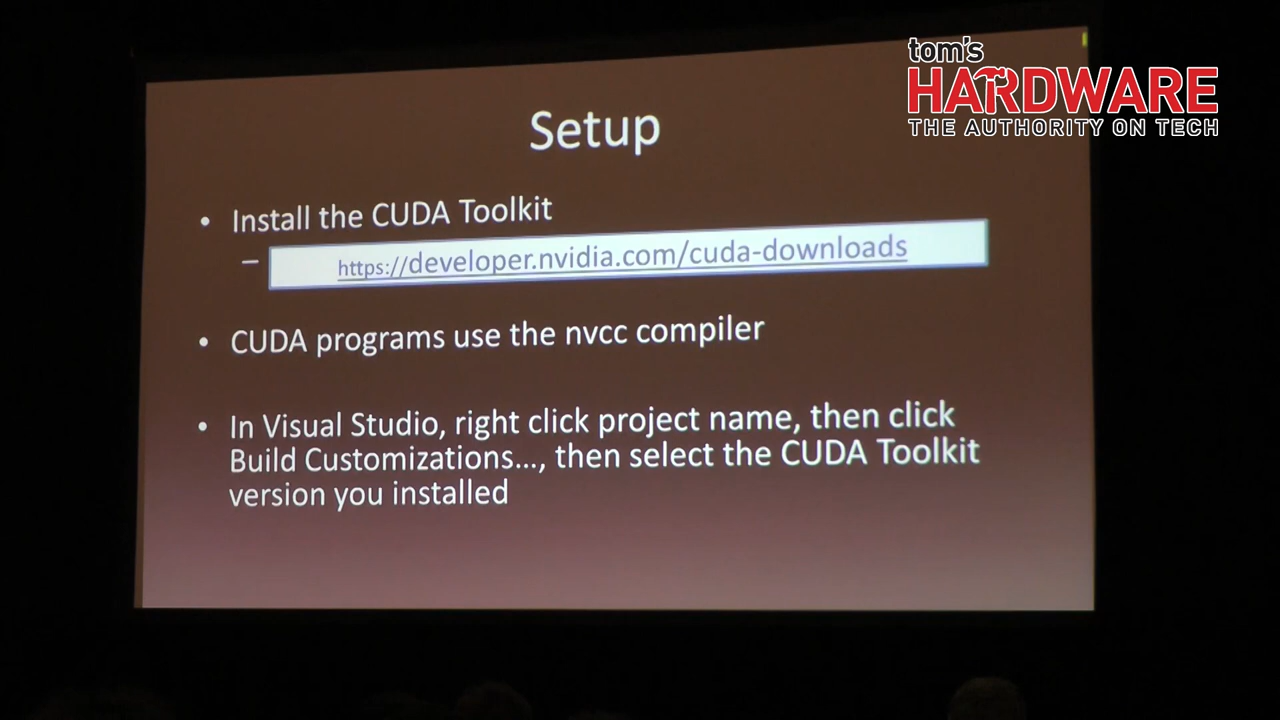 tom's
HARDWARE
THE AUTHORITY ON TECH
Setup
• Install the CUDA Toolkit
– https://developer.nvidia.com/cuda-downloads
• CUDA programs use the nvcc compiler
• In Visual Studio, right click project name, then click
Build Customizations…, then select the CUDA Toolkit
version you installed